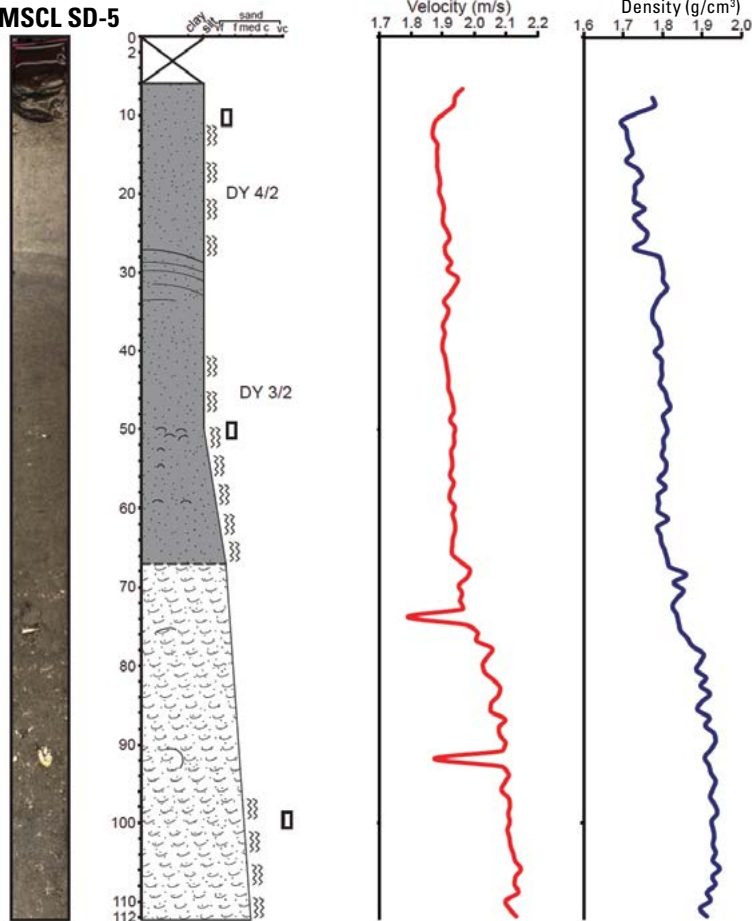 MSCL SD-5
clay
silt
sand
vf f med c vc
Velocity (m/s)
1.7 1.8 1.9 2.0 2.1 2.2
Density (g/cm³)
1.6 1.7 1.8 1.9 2.0
0
2
10
20
30
40
50
60
70
80
90
100
110
112
DY 4/2
DY 3/2